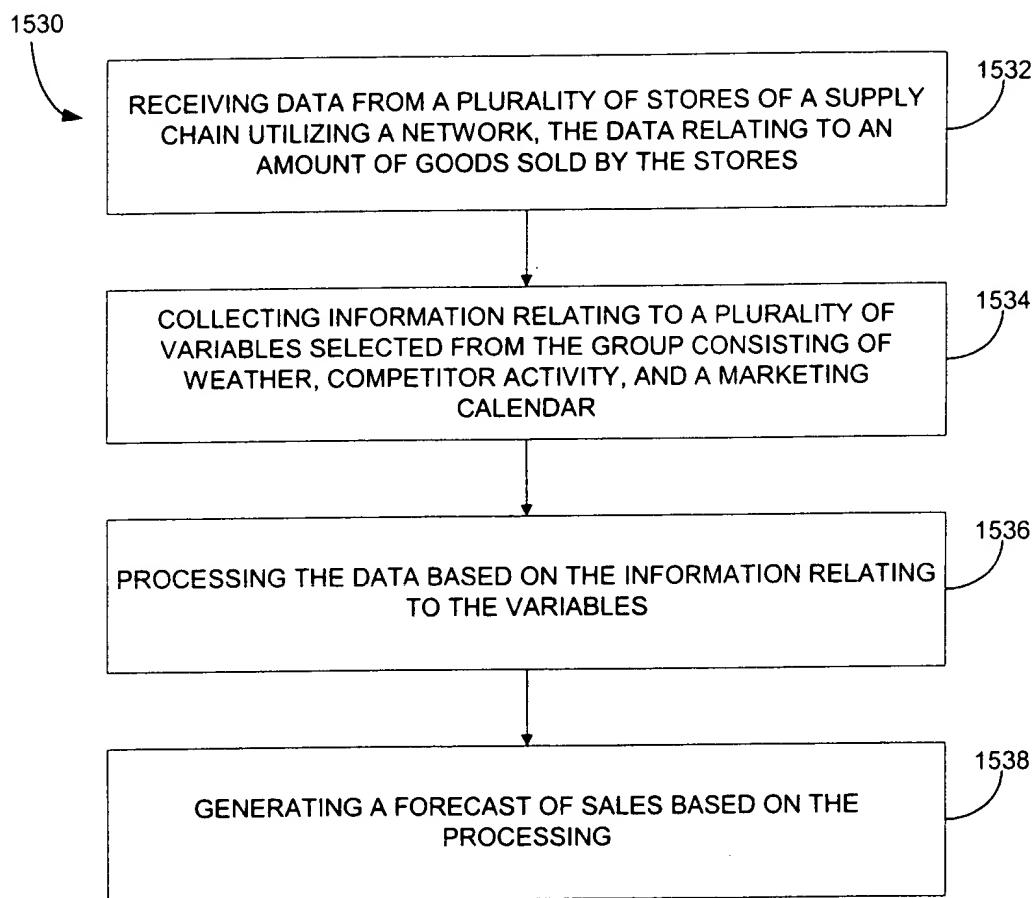 1530
1532
RECEIVING DATA FROM A PLURALITY OF STORES OF A SUPPLY
CHAIN UTILIZING A NETWORK, THE DATA RELATING TO AN
AMOUNT OF GOODS SOLD BY THE STORES
1534
COLLECTING INFORMATION RELATING TO A PLURALITY OF
VARIABLES SELECTED FROM THE GROUP CONSISTING OF
WEATHER, COMPETITOR ACTIVITY, AND A MARKETING
CALENDAR
1536
PROCESSING THE DATA BASED ON THE INFORMATION RELATING
TO THE VARIABLES
1538
GENERATING A FORECAST OF SALES BASED ON THE
PROCESSING